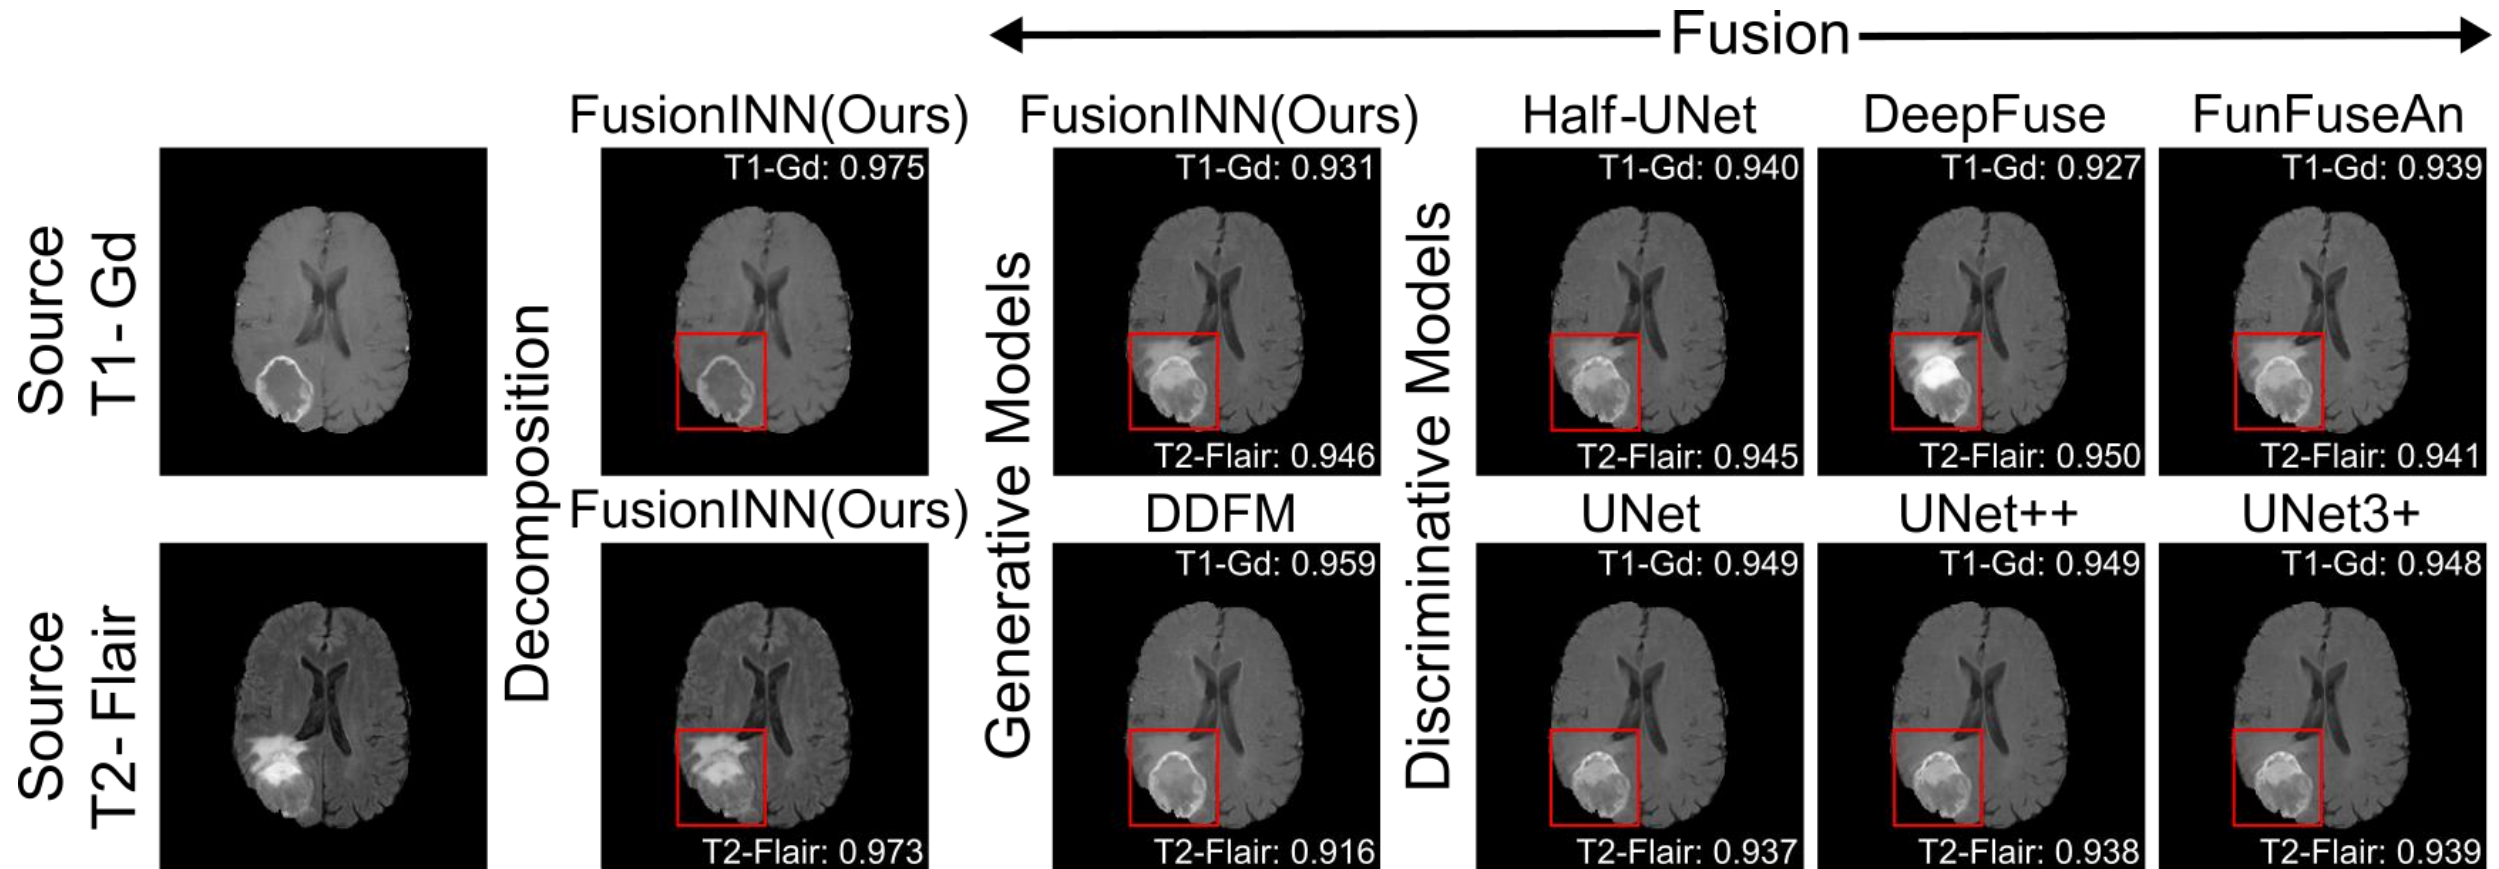 Fusion
FusionINN(Ours)
FusionINN(Ours)
Half-UNet
DeepFuse
FunFuseAn
Source
T1-Gd
T1-Gd: 0.975
T1-Gd: 0.931
T2-Flair: 0.946
T1-Gd: 0.940
T2-Flair: 0.945
T1-Gd: 0.927
T2-Flair: 0.950
T1-Gd: 0.939
T2-Flair: 0.941
Decomposition
Generative Models
Discriminative Models
FusionINN(Ours)
DDFM
UNet
UNet++
UNet3+
Source
T2-Flair
T2-Flair: 0.973
T1-Gd: 0.959
T2-Flair: 0.916
T1-Gd: 0.949
T2-Flair: 0.937
T1-Gd: 0.949
T2-Flair: 0.938
T1-Gd: 0.948
T2-Flair: 0.939